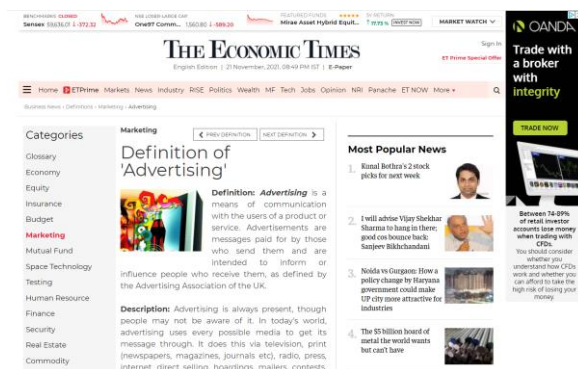 BENCHMARKS CLOSED
Sensex 59,636.01 ↓ -372.32
NSE LOSER-LARGE CAP
One97 Comm... 1,560.80 ↓ -589.20
FEATURED FUNDS ★★★★★
Mirae Asset Hybrid Equit...
5Y RETURN
↑ 17.73 % INVEST NOW
MARKET WATCH
THE ECONOMIC TIMES
English Edition | 21 November, 2021, 08:49 PM IST | E-Paper
Sign In
ET Prime Special Offer
Home ETPrime Markets News Industry RISE Politics Wealth MF Tech Jobs Opinion NRI Panache ET NOW More
Business News › Definitions › Marketing › Advertising
Categories
Glossary
Economy
Equity
Insurance
Budget
Marketing
Mutual Fund
Space Technology
Testing
Human Resource
Finance
Security
Real Estate
Commodity
Marketing
PREV DEFINITION
NEXT DEFINITION
Definition of
'Advertising'
Definition: Advertising is a
means of communication
with the users of a product or
service. Advertisements are
messages paid for by those
who send them and are
intended to inform or
influence people who receive them, as defined by
the Advertising Association of the UK.
Description: Advertising is always present, though
people may not be aware of it. In today's world,
advertising uses every possible media to get its
message through. It does this via television, print
(newspapers, magazines, journals etc), radio, press,
internet, direct selling, hoardings, mailers, contests,
Most Popular News
1. Kunal Bothra's 2 stock
picks for next week
2. I will advise Vijay Shekhar
Sharma to hang in there;
good cos bounce back:
Sanjeev Bikhchandani
3. Noida vs Gurgaon: How a
policy change by Haryana
government could make
UP city more attractive for
industries
4. The $5 billion hoard of
metal the world wants
but can't have
OANDA
Trade with
a broker
with
integrity
TRADE NOW
Between 74-89%
of retail investor
accounts lose money
when trading with
CFDs.
You should consider
whether you
understand how CFDs
work and whether you
can afford to take the
high risk of losing your
money.